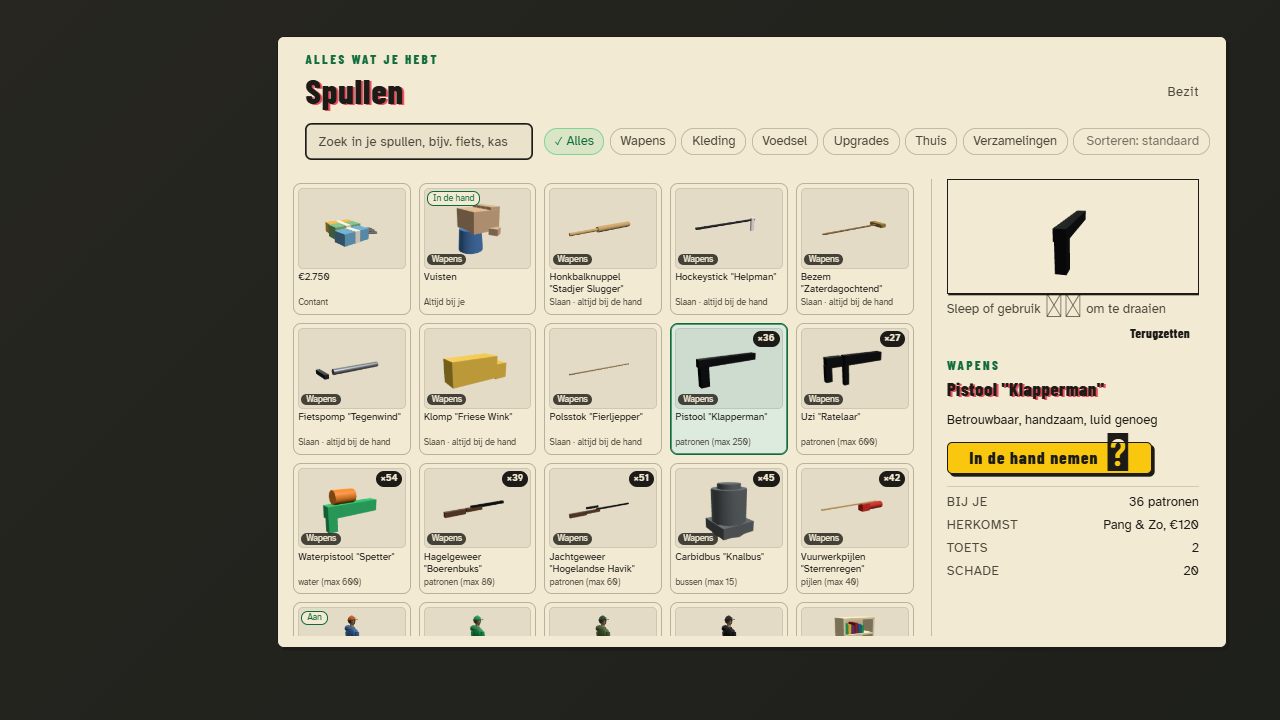 ALLES WAT JE HEBT
Spullen
Bezit
Zoek in je spullen, bijv. fiets, kas
✓ Alles
Wapens
Kleding
Voedsel
Upgrades
Thuis
Verzamelingen
Sorteren: standaard
€2.750
Contant
In de hand
Wapens
Vuisten
Altijd bij je
Honkbalknuppel
"Stadjer Slugger"
Slaan · altijd bij de hand
Wapens
Hockeystick "Helpman"
Slaan · altijd bij de hand
Wapens
Bezem
"Zaterdagochtend"
Slaan · altijd bij de hand
Wapens
Fietspomp "Tegenwind"
Slaan · altijd bij de hand
Wapens
Klomp "Friese Wink"
Slaan · altijd bij de hand
Wapens
Polsstok "Fierljepper"
Slaan · altijd bij de hand
×36
Wapens
Pistool "Klapperman"
patronen (max 250)
×27
Wapens
Uzi "Ratelaar"
patronen (max 600)
×54
Wapens
Waterpistool "Spetter"
water (max 600)
×39
Wapens
Hagelgeweer
"Boerenbuks"
patronen (max 80)
×51
Wapens
Jachtgeweer
"Hogelandse Havik"
patronen (max 60)
×45
Wapens
Carbidbus "Knalbus"
bussen (max 15)
×42
Wapens
Vuurwerkpijlen
"Sterrenregen"
pijlen (max 40)
Aan
Sleep of gebruik om te draaien
Terugzetten
WAPENS
Pistool "Klapperman"
Betrouwbaar, handzaam, luid genoeg
In de hand nemen
BIJ JE 36 patronen
HERKOMST Pang & Zo, €120
TOETS 2
SCHADE 20